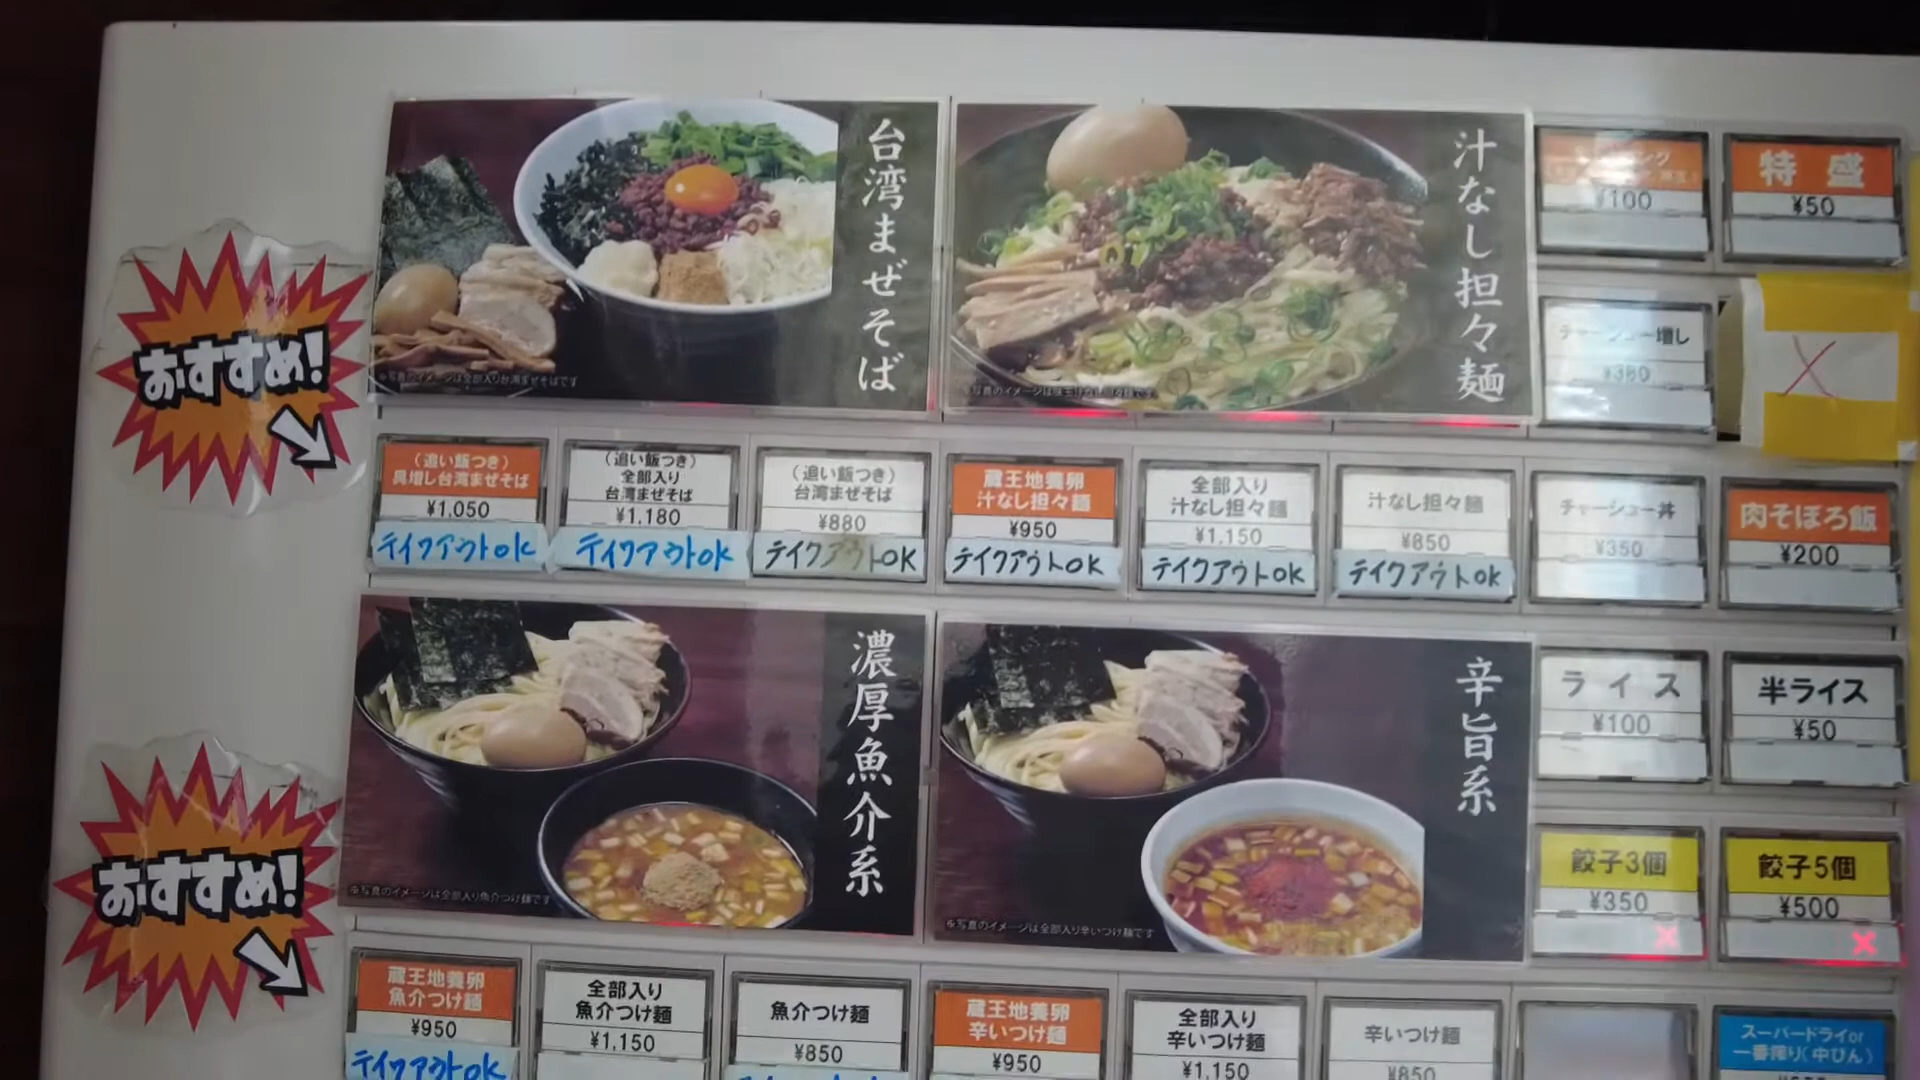 台湾まぜそば
※写真のイメージは全部入り台湾まぜそばです
汁なし担々麺
¥100
特盛
¥50
おすすめ!
チャーシュー増し
¥380
X
(追い飯つき)
具増し台湾まぜそば
¥1,050
テイクアウトOK
(追い飯つき)
全部入り
台湾まぜそば
¥1,180
テイクアウトOK
(追い飯つき)
台湾まぜそば
¥880
テイクアウトOK
蔵王地養卵
汁なし担々麺
¥950
テイクアウトOK
全部入り
汁なし担々麺
¥1,150
テイクアウトOK
汁なし担々麺
¥850
テイクアウトOK
チャーシュー丼
¥350
肉そぼろ飯
¥200
濃厚魚介系
※写真のイメージは全部入り魚介つけ麺です
辛旨系
※写真のイメージは全部入り辛いつけ麺です
ライス
¥100
半ライス
¥50
おすすめ!
餃子3個
¥350
×
餃子5個
¥500
×
蔵王地養卵
魚介つけ麺
¥950
テイクアウトOK
全部入り
魚介つけ麺
¥1,150
魚介つけ麺
¥850
蔵王地養卵
辛いつけ麺
¥950
全部入り
辛いつけ麺
¥1,150
辛いつけ麺
¥850
スーパードライor
一番搾り(中びん)